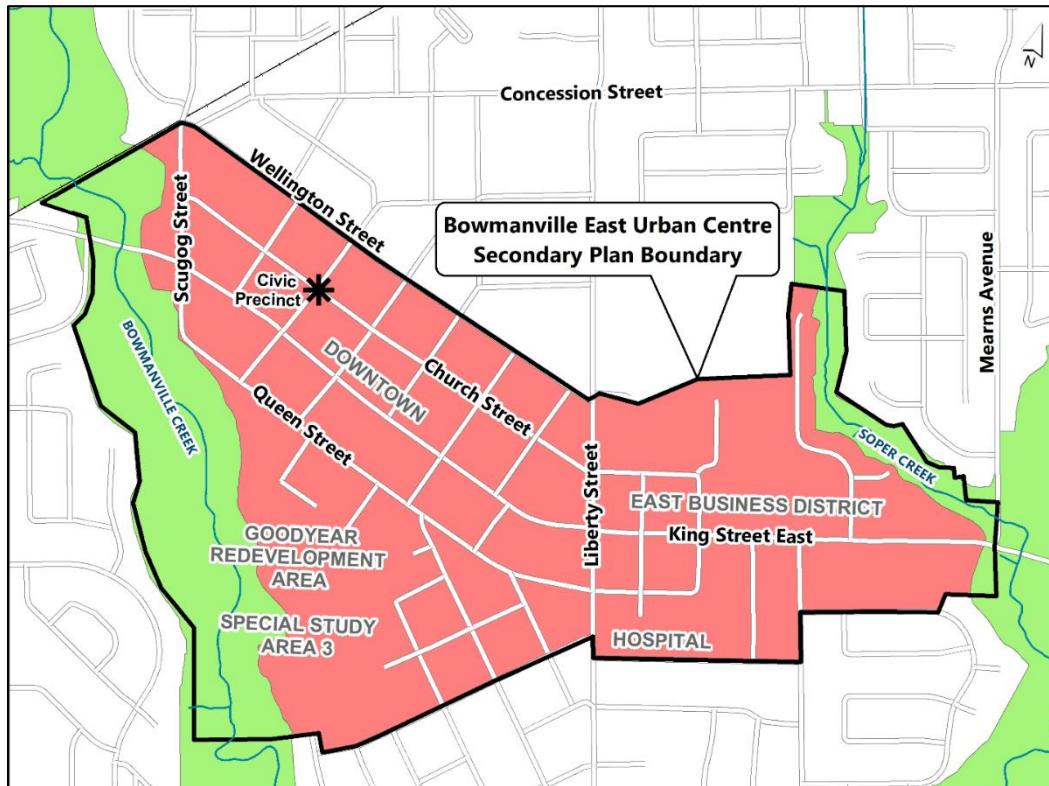 N
Concession Street
Wellington Street
Scugog Street
Bowmanville East Urban Centre
Secondary Plan Boundary
Mearns Avenue
Civic
Precinct
BOWMANVILLE CREEK
DOWNTOWN
Church Street
Queen Street
SOPER CREEK
Liberty Street
EAST BUSINESS DISTRICT
King Street East
GOODYEAR
REDEVELOPMENT
AREA
SPECIAL STUDY
AREA 3
HOSPITAL